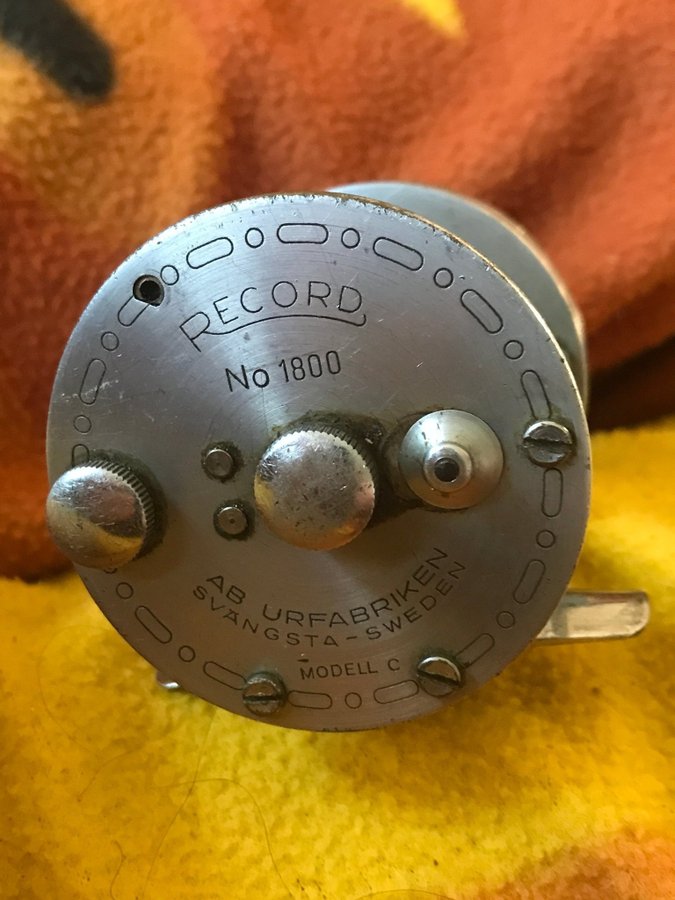 RECORD
No 1800
AB URFABRIKEN
SVÄNGSTA-SWEDEN
MODELL C